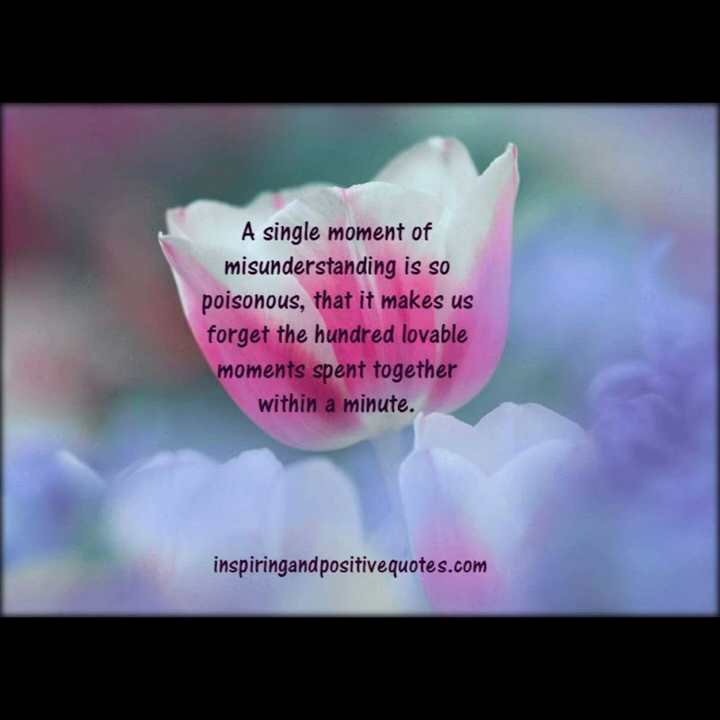 A single moment of
misunderstanding is so
poisonous, that it makes us
forget the hundred lovable
moments spent together
within a minute.
inspiringandpositivequotes.com